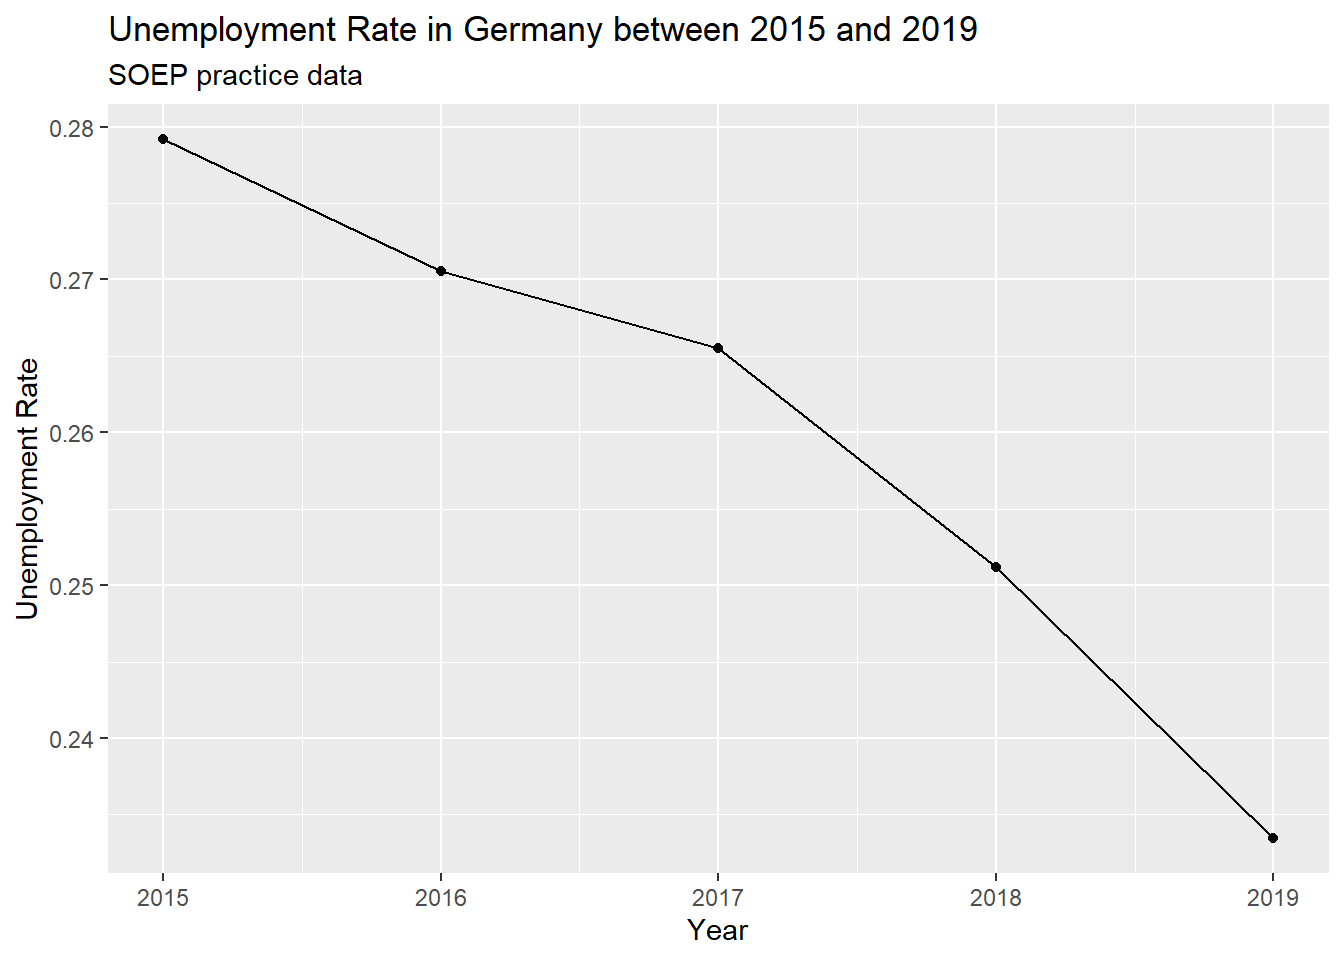 Unemployment Rate in Germany between 2015 and 2019
SOEP practice data
Unemployment Rate
0.28
0.27
0.26
0.25
0.24
2015 2016 2017 2018 2019
Year